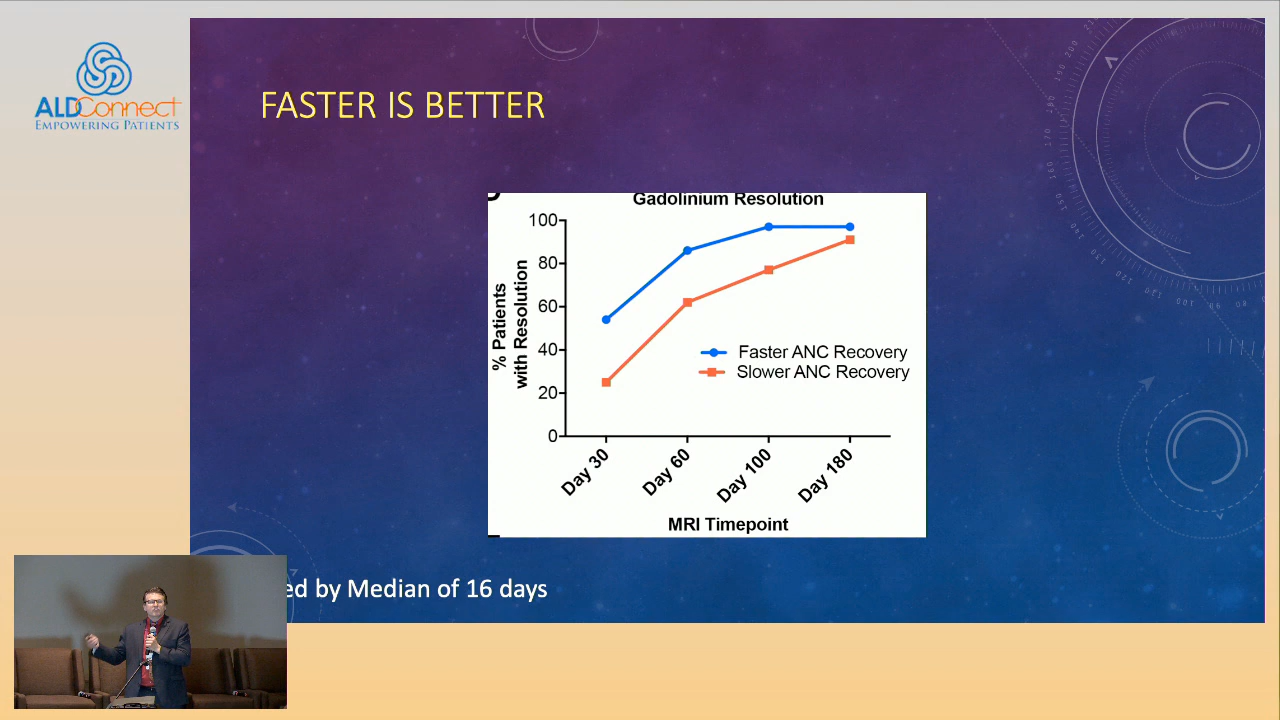 ALDConnect
EMPOWERING PATIENTS
FASTER IS BETTER
Gadolinium Resolution
100
80
60
40
20
0
% Patients
with Resolution
Faster ANC Recovery
Slower ANC Recovery
Day 30
Day 60
Day 100
Day 180
MRI Timepoint
by Median of 16 days